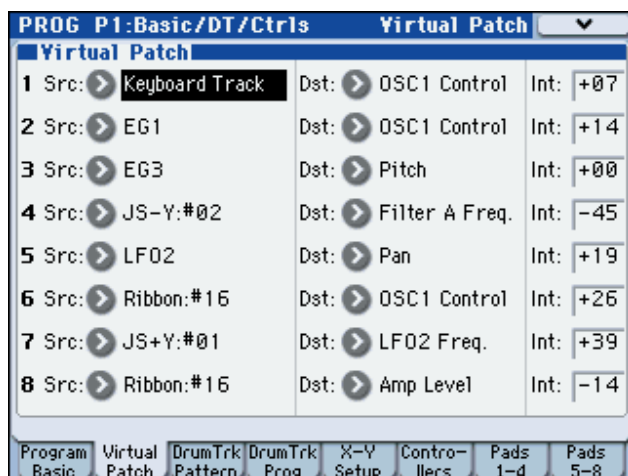 PROG P1:Basic/DT/Ctrls Virtual Patch
Virtual Patch
1 Src: Keyboard Track Dst: OSC1 Control Int: +07
2 Src: EG1 Dst: OSC1 Control Int: +14
3 Src: EG3 Dst: Pitch Int: +00
4 Src: JS-Y:#02 Dst: Filter A Freq. Int: -45
5 Src: LFO2 Dst: Pan Int: +19
6 Src: Ribbon:#16 Dst: OSC1 Control Int: +26
7 Src: JS+Y:#01 Dst: LFO2 Freq. Int: +39
8 Src: Ribbon:#16 Dst: Amp Level Int: -14
Program Virtual DrumTrk DrumTrk X-Y Contro- Pads Pads
Basic Patch Pattern Prog Setup llers 1-4 5-8